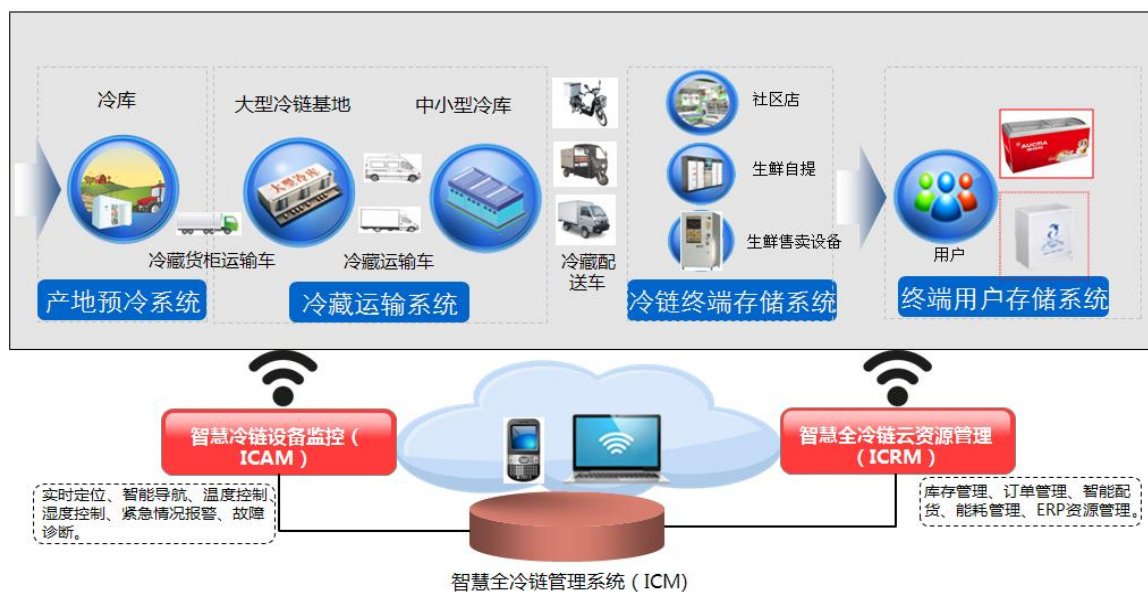 冷库
大型冷链基地
中小型冷库
社区店
生鲜自提
生鲜售卖设备
AUCMA
大型冷库
用户
冷藏货柜运输车
冷藏运输车
冷藏配
送车
产地预冷系统
冷藏运输系统
冷链终端存储系统
终端用户存储系统
智慧冷链设备监控（
ICAM）
智慧全冷链云资源管理
（ICRM）
实时定位、智能导航、温度控制、
湿度控制、紧急情况报警、故障
诊断。
库存管理、订单管理、智能配
货、能耗管理、ERP资源管理。
智慧全冷链管理系统（ICM)